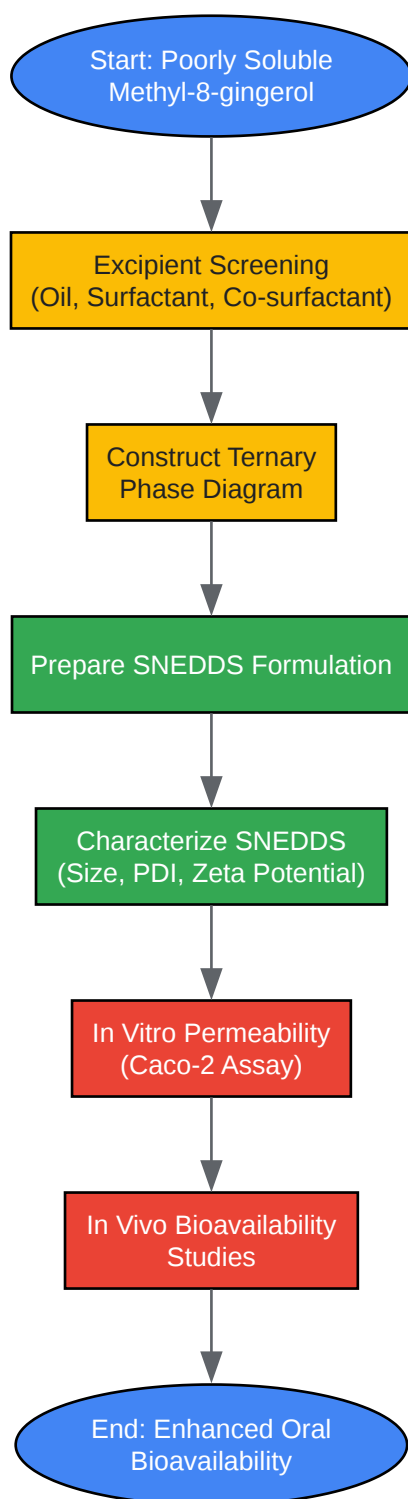 Start: Poorly Soluble
Methyl-8-gingerol
Excipient Screening
(Oil, Surfactant, Co-surfactant)
Construct Ternary
Phase Diagram
Prepare SNEDDS Formulation
Characterize SNEDDS
(Size, PDI, Zeta Potential)
In Vitro Permeability
(Caco-2 Assay)
In Vivo Bioavailability
Studies
End: Enhanced Oral
Bioavailability